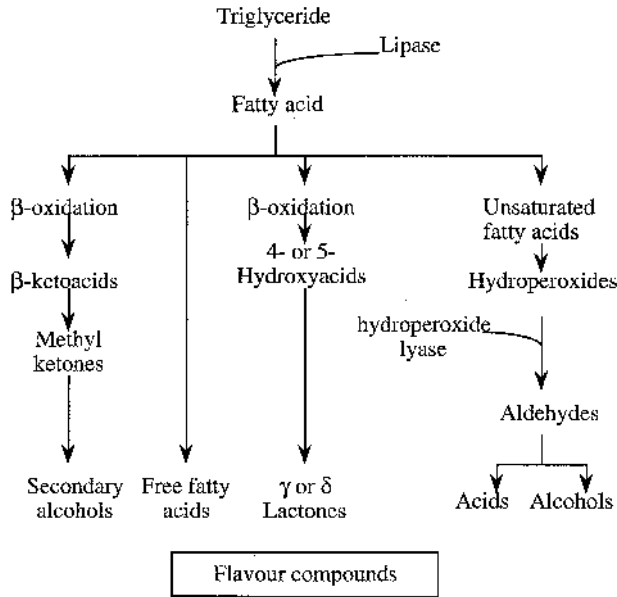 Triglyceride
Lipase
Fatty acid
β-oxidation
β-ketoacids
Methyl
ketones
Secondary
alcohols
Free fatty
acids
β-oxidation
4- or 5-
Hydroxyacids
γ or δ
Lactones
Unsaturated
fatty acids
Hydroperoxides
hydroperoxide
lyase
Aldehydes
Acids
Alcohols
Flavour compounds